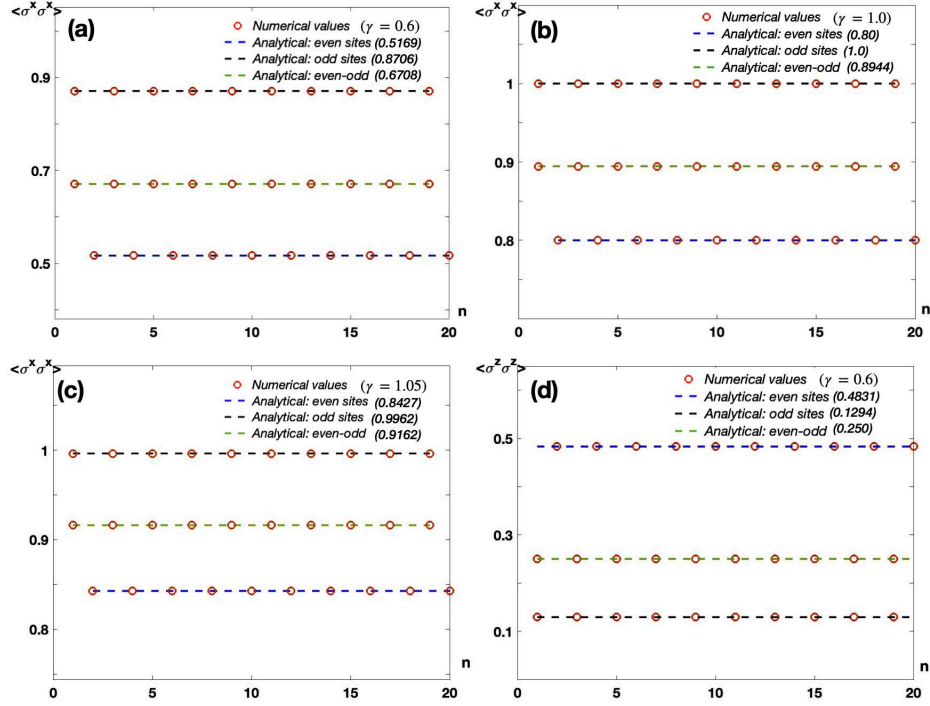 <σˣσˣ>
(a)
Numerical values (γ = 0.6)
Analytical: even sites (0.5169)
Analytical: odd sites (0.8706)
Analytical: even-odd (0.6708)
0.9
0.7
0.5
n
0 5 10 15 20
<σˣσˣ>
(b)
Numerical values (γ = 1.0)
Analytical: even sites (0.80)
Analytical: odd sites (1.0)
Analytical: even-odd (0.8944)
1
0.9
0.8
n
0 5 10 15 20
<σˣσˣ>
(c)
Numerical values (γ = 1.05)
Analytical: even sites (0.8427)
Analytical: odd sites (0.9962)
Analytical: even-odd (0.9162)
1
0.9
0.8
n
0 5 10 15 20
<σᶻσᶻ>
(d)
Numerical values (γ = 0.6)
Analytical: even sites (0.4831)
Analytical: odd sites (0.1294)
Analytical: even-odd (0.250)
0.5
0.3
0.1
n
0 5 10 15 20